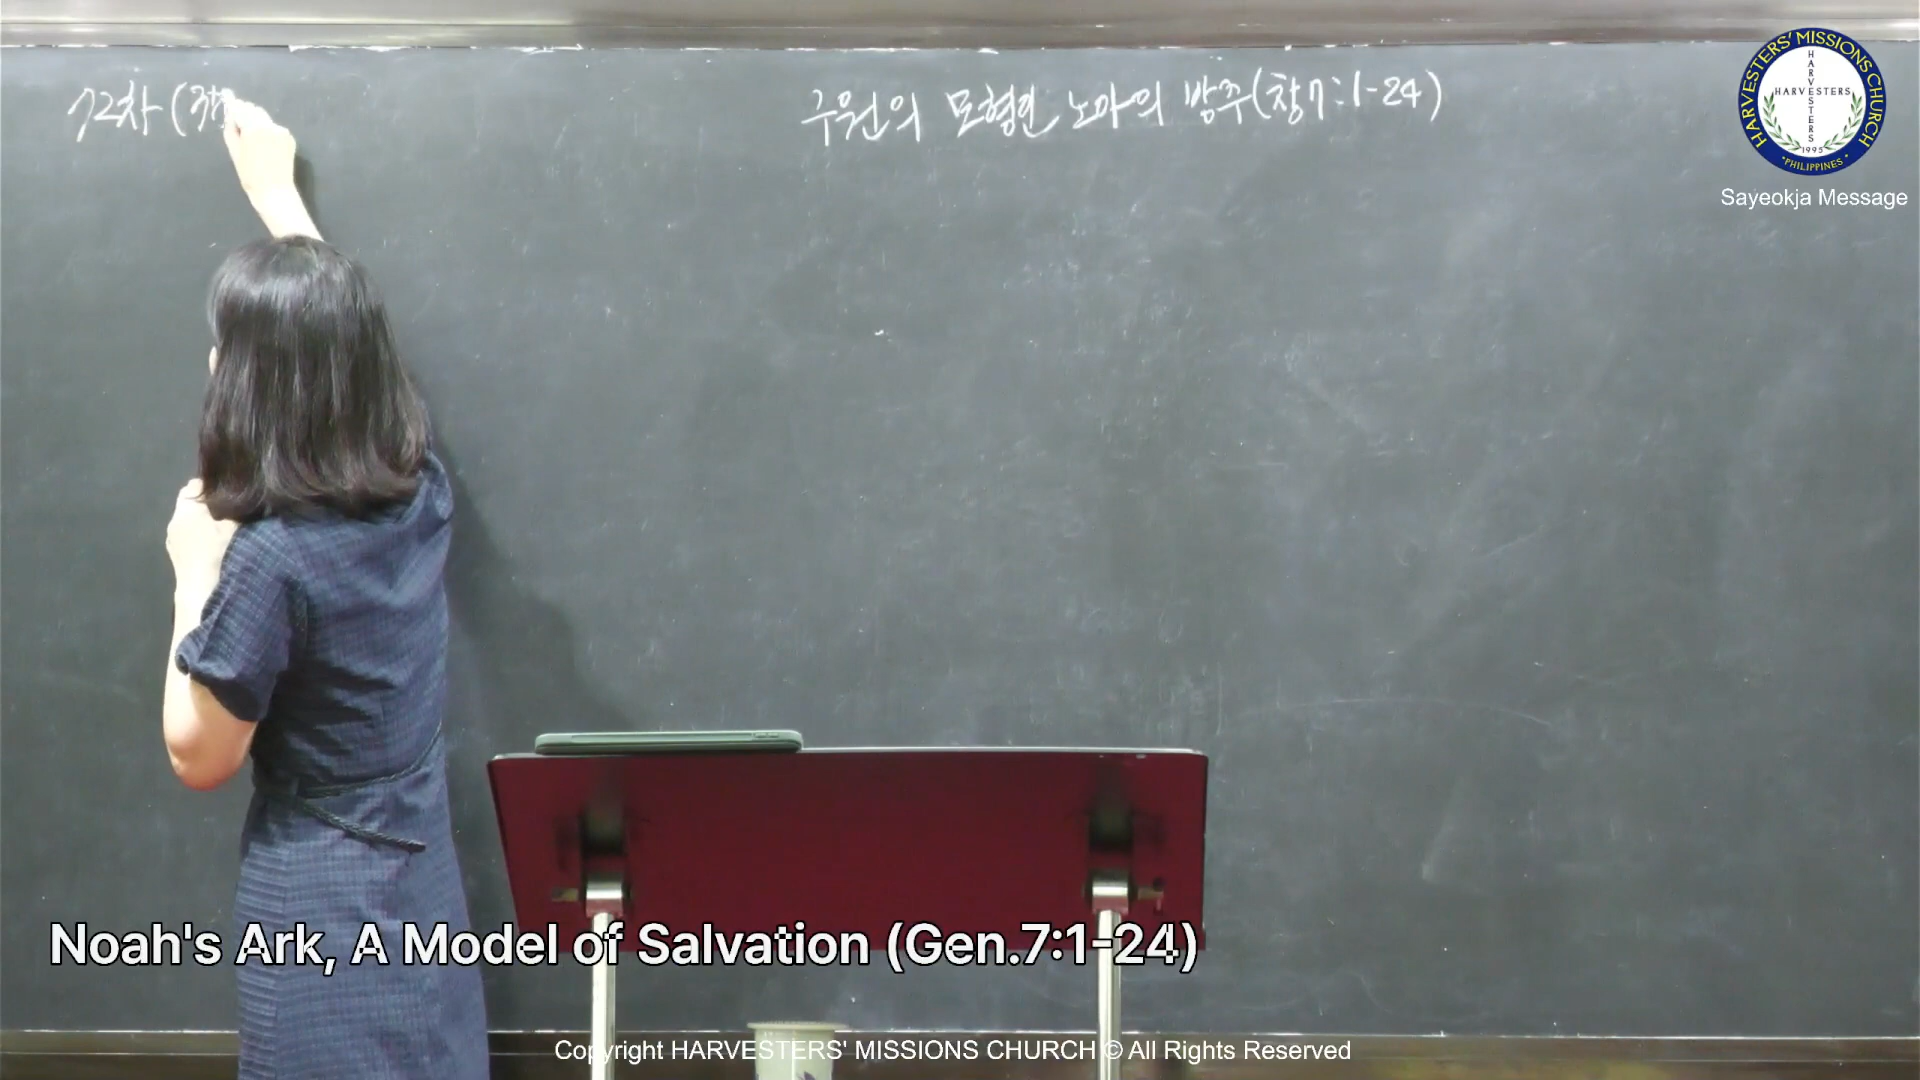 72차 (3
구원의 모형인 노아의 방주(창7:1-24)
HARVESTERS' MISSIONS CHURCH
HARVESTERS
HARVESTERS
1995
•PHILIPPINES•
Sayeokja Message
Noah's Ark, A Model of Salvation (Gen.7:1-24)
Copyright HARVESTERS' MISSIONS CHURCH © All Rights Reserved